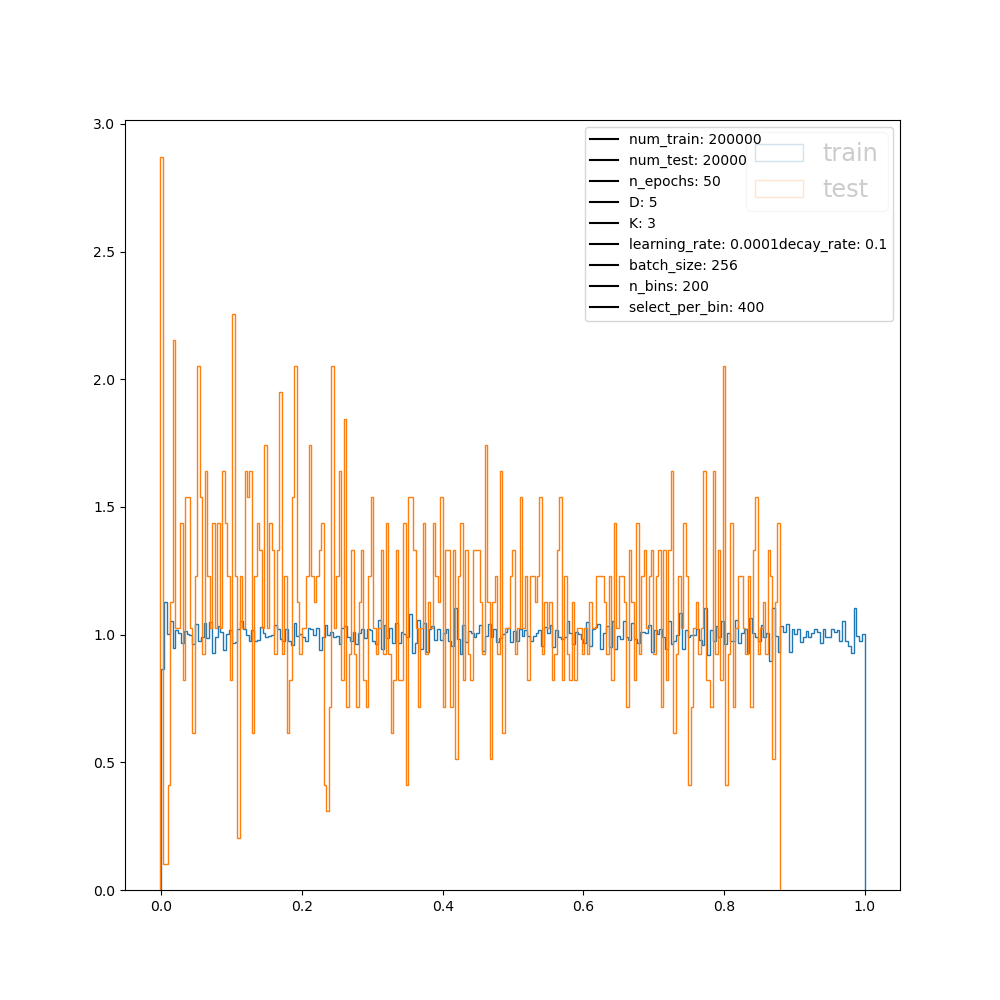 3.0
2.5
2.0
1.5
1.0
0.5
0.0
0.0 0.2 0.4 0.6 0.8 1.0
num_train: 200000
num_test: 20000
n_epochs: 50
D: 5
K: 3
learning_rate: 0.0001decay_rate: 0.1
batch_size: 256
n_bins: 200
select_per_bin: 400
train
test